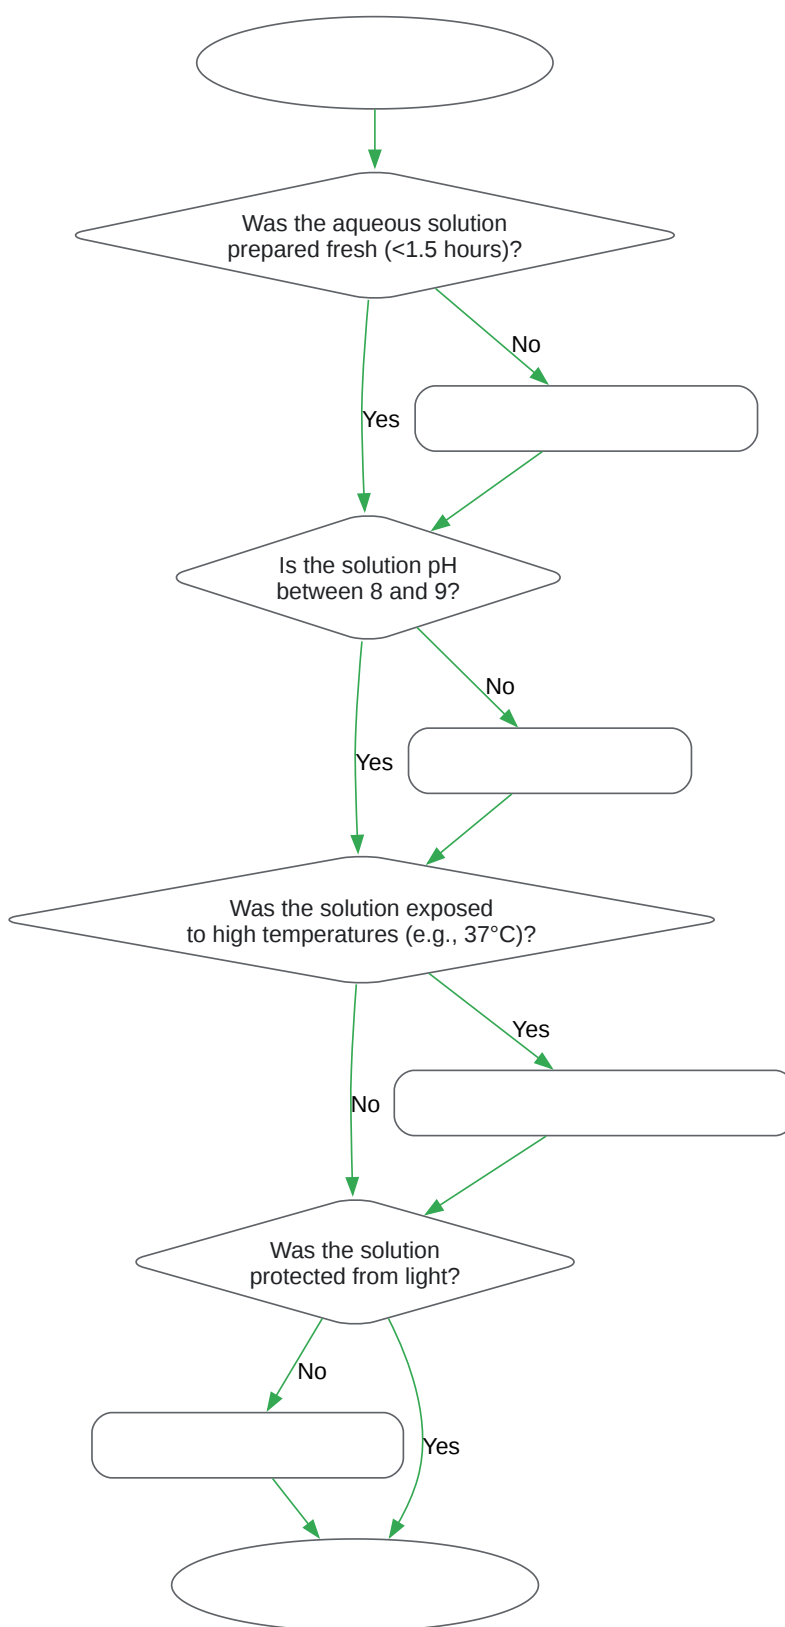 Was the aqueous solution
prepared fresh (<1.5 hours)?
No
Yes
Is the solution pH
between 8 and 9?
No
Yes
Was the solution exposed
to high temperatures (e.g., 37°C)?
Yes
No
Was the solution
protected from light?
No
Yes